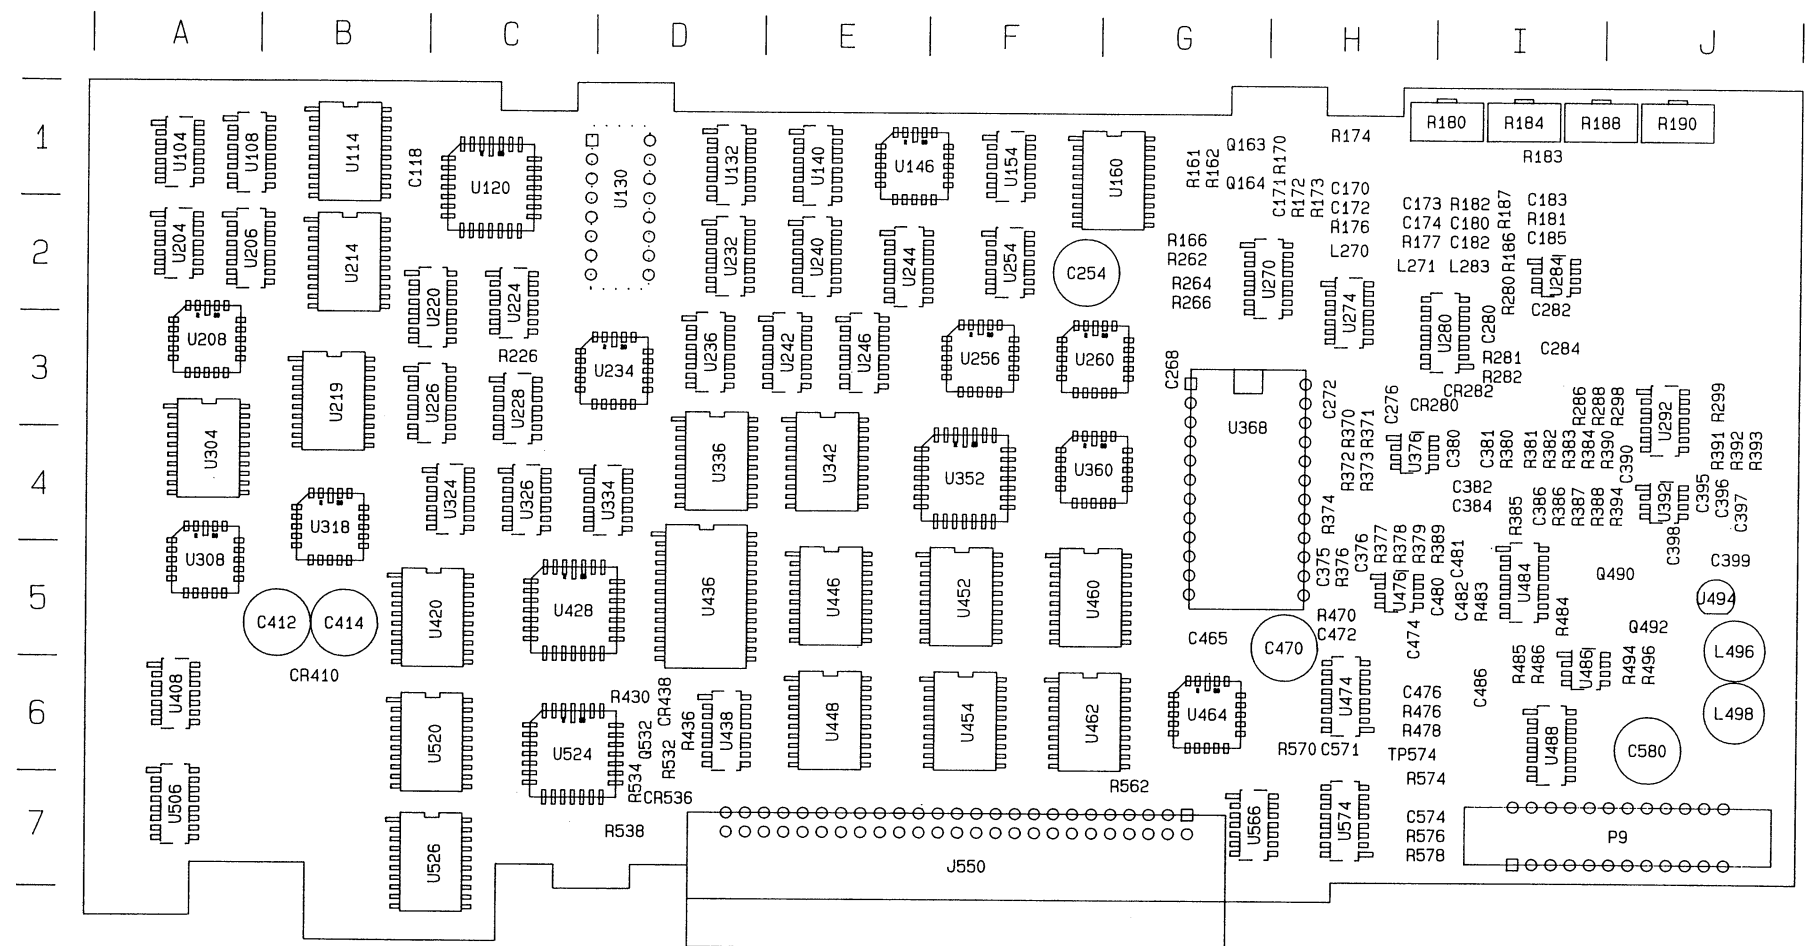 A B C D E F G H I J
1
U104 U108 U114 C118 U120 U130 U132 U140 U146 U154 U160 R161 R162 Q163 Q164 R170 R174 R180 R184 R188 R190
R183
C171 R172 R173 C170
C172
R176
L270
C173 R182 R187 C183
C174 C180 R181
R177 C182 R186 C185
L271 L283
2
U204 U206 U214 U220 U224 U232 U240 U244 U254 C254
R166
R262
R264
R266
U270 U274 U280 R280 U284
C280 C282
3
U208 U219 U226 R226 U228 U234 U236 U242 U246 U256 U260 C268
C284
R281
R282
CR282
CR280
C272 C276 R286 R288 R298 U292 R299
4
U304 U318 U324 U326 U334 U336 U342 U352 U360 U368
R370 R371 R372 R373 U376 C380 C381 R380 R381 R382 R383 R384 R390 C390 R391 R392 R393
C382
C384
R374 R385 C386 R386 R387 R388 R394 U392 C395 C396 C397
C398
R377 R378 R379 R389
C375 R376 C376
C399
5
U308 C412 C414 U420 U428 U436 U446 U452 U460
U476 C480 C481 C482 R483 U484 R484 Q490 U494
R470
C472
C465 C470 C474 Q492
L496
CR410
6
U408 U520 U524 R430 CR438 R436 Q532 R532 U438 U448 U454 U462 U464 U474
C476
R476
R478
C486 R485 R486 U486 R494 R496
L498
U488 C580
R570 C571 TP574
R574
R534 CR536 R562
7
U506 U526 R538 J550 U566 U574
C574
R576
R578
P9